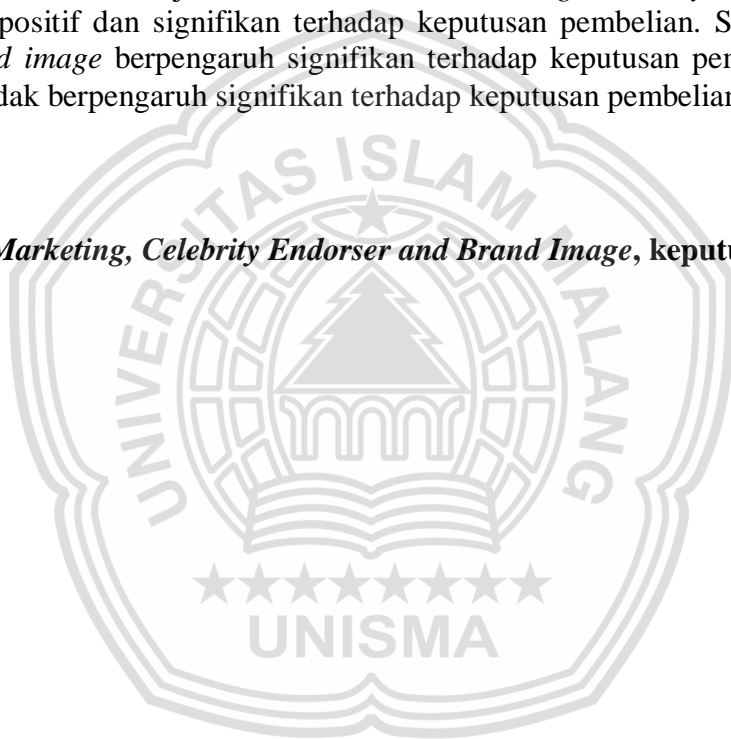 positif dan signifikan terhadap keputusan pembelian. S
d image berpengaruh signifikan terhadap keputusan pem
dak berpengaruh signifikan terhadap keputusan pembelian
Marketing, Celebrity Endorser and Brand Image, keputu
UNIVERSITAS ISLAM MALANG
UNISMA